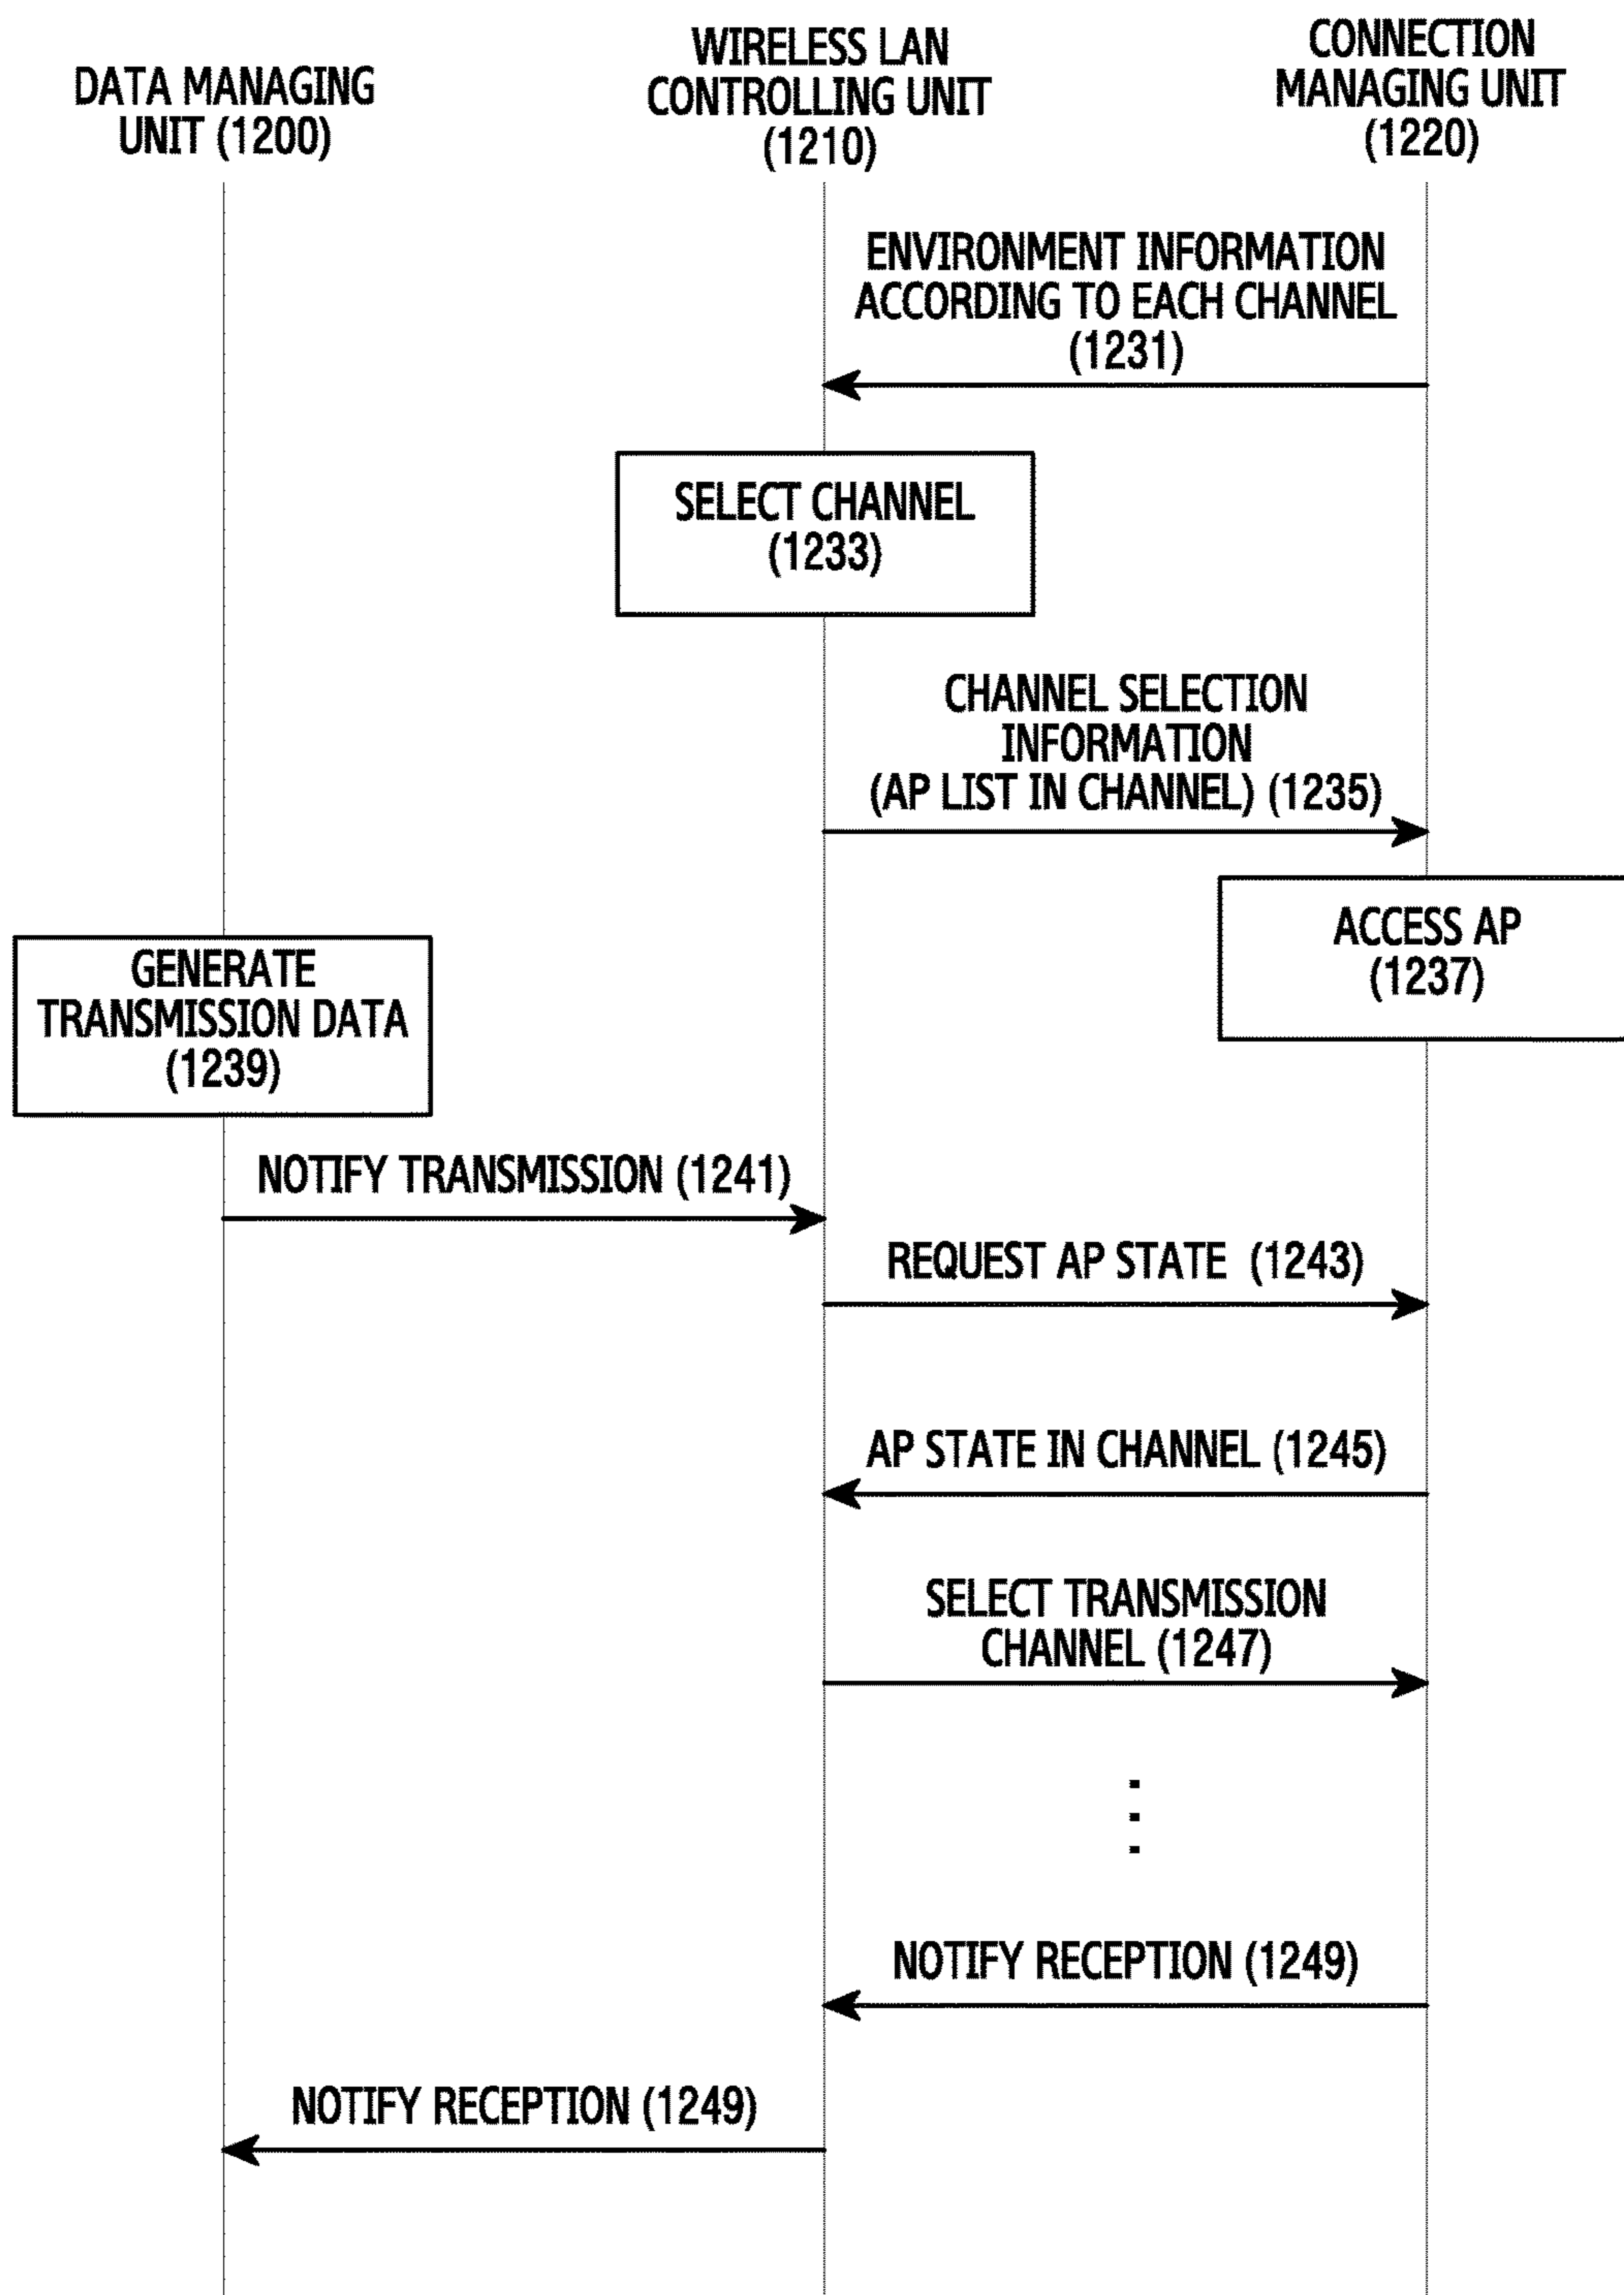 DATA MANAGING
UNIT (1200)
WIRELESS LAN
CONTROLLING UNIT
(1210)
CONNECTION
MANAGING UNIT
(1220)
ENVIRONMENT INFORMATION
ACCORDING TO EACH CHANNEL
(1231)
SELECT CHANNEL
(1233)
CHANNEL SELECTION
INFORMATION
(AP LIST IN CHANNEL) (1235)
ACCESS AP
(1237)
GENERATE
TRANSMISSION DATA
(1239)
NOTIFY TRANSMISSION (1241)
REQUEST AP STATE (1243)
AP STATE IN CHANNEL (1245)
SELECT TRANSMISSION
CHANNEL (1247)
NOTIFY RECEPTION (1249)
NOTIFY RECEPTION (1249)